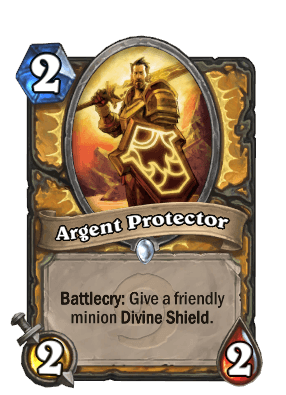 2
Argent Protector
Battlecry: Give a friendly
minion Divine Shield.
2
2